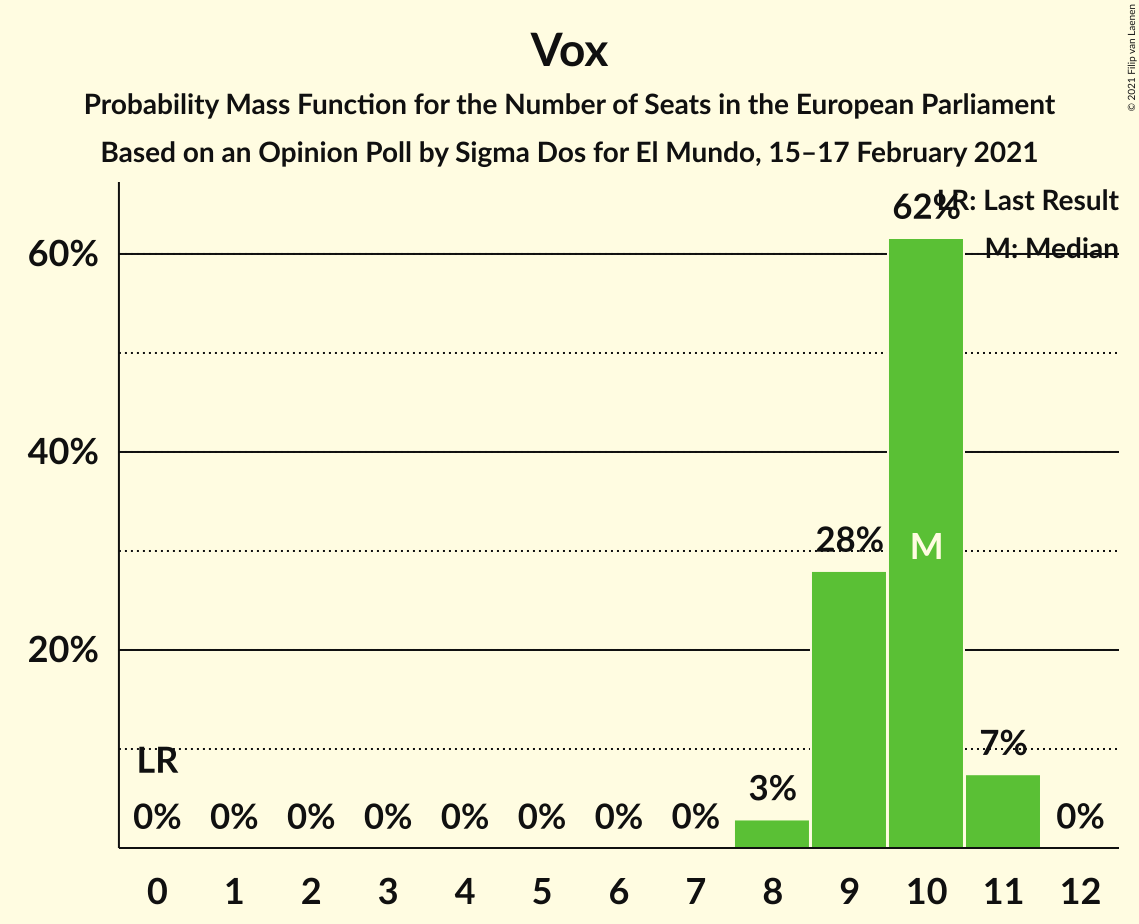 Vox
Probability Mass Function for the Number of Seats in the European Parliament
Based on an Opinion Poll by Sigma Dos for El Mundo, 15–17 February 2021
© 2021 Filip van Laenen
LR: Last Result
M: Median
62%
60%
40%
28%
M
20%
LR
7%
3%
0% 0% 0% 0% 0% 0% 0% 0% 0%
0 1 2 3 4 5 6 7 8 9 10 11 12